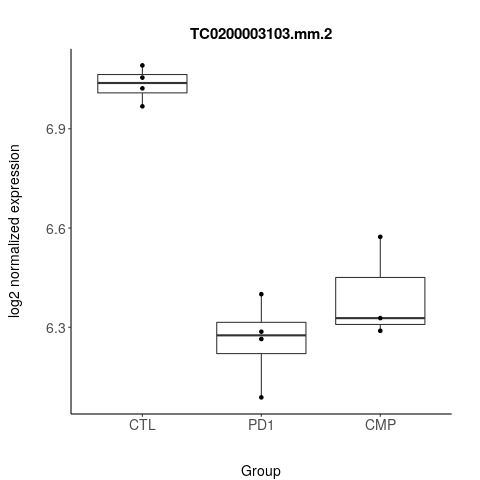 TC0200003103.mm.2
log2 normalized expression
6.9
6.6
6.3
CTL
PD1
CMP
Group